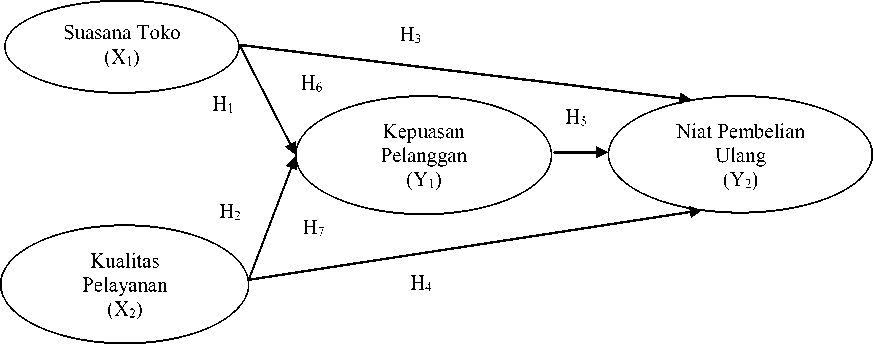 Suasana Toko
(X₁)
H₃
H₆
H₁
Kepuasan
Pelanggan
(Y₁)
H₅
Niat Pembelian
Ulang
(Y₂)
H₂
H₇
Kualitas
Pelayanan
(X₂)
H₄